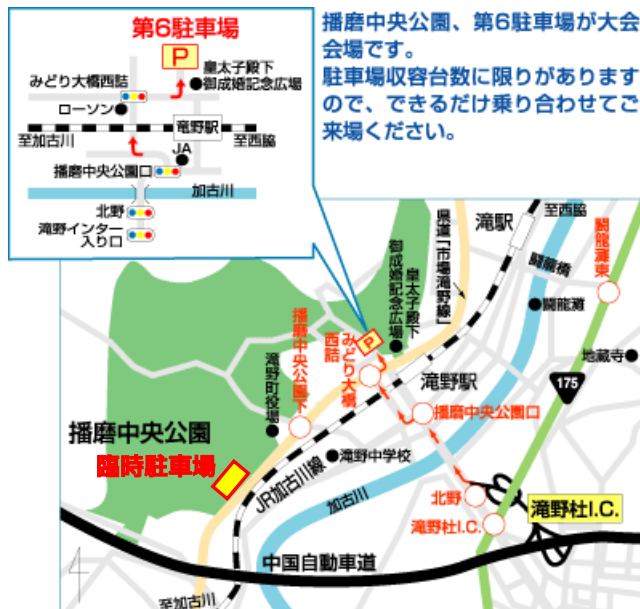 第6駐車場
P
皇太子殿下
御成婚記念広場
みどり大橋西詰
ローソン
竜野駅
至加古川
至西脇
JA
播磨中央公園口
加古川
北野
滝野インター
入り口
播磨中央公園、第6駐車場が大会
会場です。
駐車場収容台数に限りがあります
ので、できるだけ乗り合わせてご
来場ください。
至西脇
滝駅
県道「市場滝野線」
闘龍橋
闘龍灘東
闘龍灘
地蔵寺
175
皇太子殿下
御成婚記念広場
P
みどり大橋
西詰
滝野駅
播磨中央公園口
播磨中央公園下
滝野町役場
播磨中央公園
臨時駐車場
JR加古川線
滝野中学校
加古川
北野
滝野社I.C.
滝野社I.C.
中国自動車道
至加古川